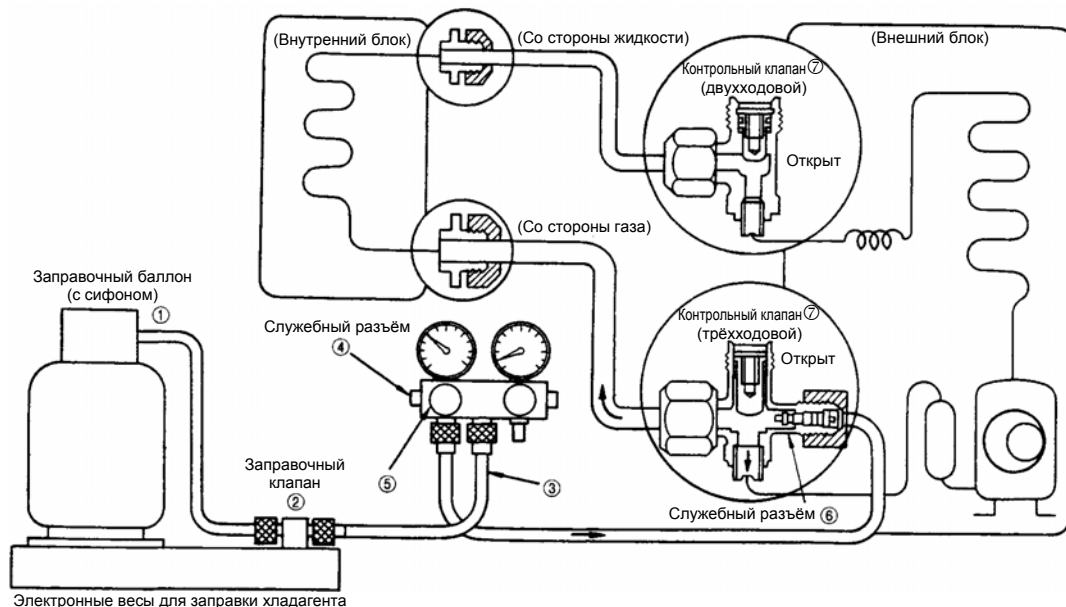 (Внутренний блок)
(Со стороны жидкости)
(Внешний блок)
Контрольный клапан ⑦
(двухходовой)
Открыт
(Со стороны газа)
Заправочный баллон
(с сифоном)
①
Служебный разъём
④
Контрольный клапан ⑦
(трёхходовой)
Открыт
Заправочный
клапан
②
⑤
③
Служебный разъём ⑥
Электронные весы для заправки хладагента